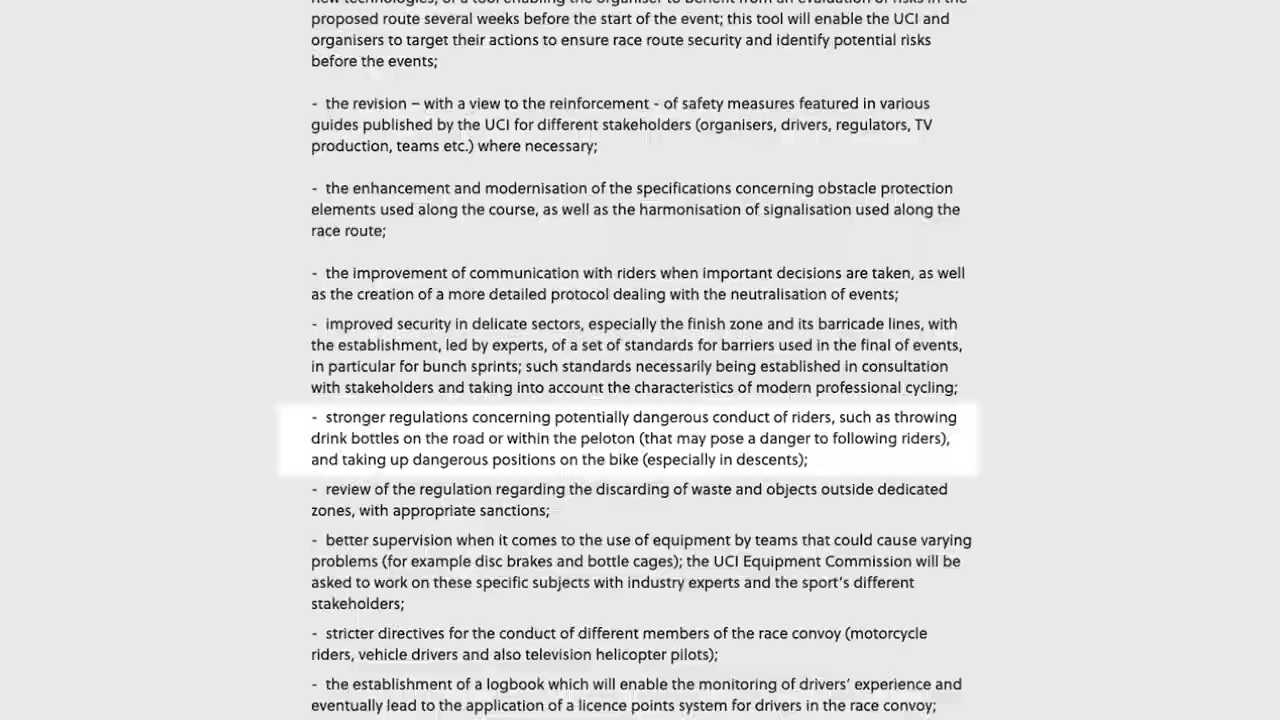 new technologies, of a tool enabling the organiser to benefit from an evaluation of risks in the
proposed route several weeks before the start of the event; this tool will enable the UCI and
organisers to target their actions to ensure race route security and identify potential risks
before the events;
- the revision – with a view to the reinforcement - of safety measures featured in various
guides published by the UCI for different stakeholders (organisers, drivers, regulators, TV
production, teams etc.) where necessary;
- the enhancement and modernisation of the specifications concerning obstacle protection
elements used along the course, as well as the harmonisation of signalisation used along the
race route;
- the improvement of communication with riders when important decisions are taken, as well
as the creation of a more detailed protocol dealing with the neutralisation of events;
- improved security in delicate sectors, especially the finish zone and its barricade lines, with
the establishment, led by experts, of a set of standards for barriers used in the final of events,
in particular for bunch sprints; such standards necessarily being established in consultation
with stakeholders and taking into account the characteristics of modern professional cycling;
- stronger regulations concerning potentially dangerous conduct of riders, such as throwing
drink bottles on the road or within the peloton (that may pose a danger to following riders),
and taking up dangerous positions on the bike (especially in descents);
- review of the regulation regarding the discarding of waste and objects outside dedicated
zones, with appropriate sanctions;
- better supervision when it comes to the use of equipment by teams that could cause varying
problems (for example disc brakes and bottle cages); the UCI Equipment Commission will be
asked to work on these specific subjects with industry experts and the sport's different
stakeholders;
- stricter directives for the conduct of different members of the race convoy (motorcycle
riders, vehicle drivers and also television helicopter pilots);
- the establishment of a logbook which will enable the monitoring of drivers' experience and
eventually lead to the application of a licence points system for drivers in the race convoy;